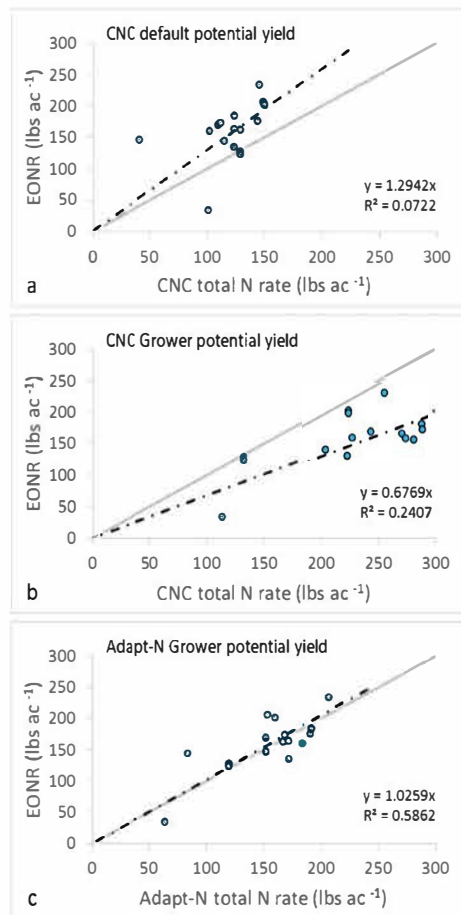 CNC default potential yield
EONR (lbs ac ⁻¹)
300
250
200
150
100
50
0
y = 1.2942x
R² = 0.0722
0 50 100 150 200 250 300
a CNC total N rate (lbs ac ⁻¹)
CNC Grower potential yield
EONR (lbs ac ⁻¹)
300
250
200
150
100
50
0
y = 0.6769x
R² = 0.2407
0 50 100 150 200 250 300
b CNC total N rate (lbs ac ⁻¹)
Adapt-N Grower potential yield
EONR (lbs ac ⁻¹)
300
250
200
150
100
50
0
y = 1.0259x
R² = 0.5862
0 50 100 150 200 250 300
c Adapt-N total N rate (lbs ac ⁻¹)